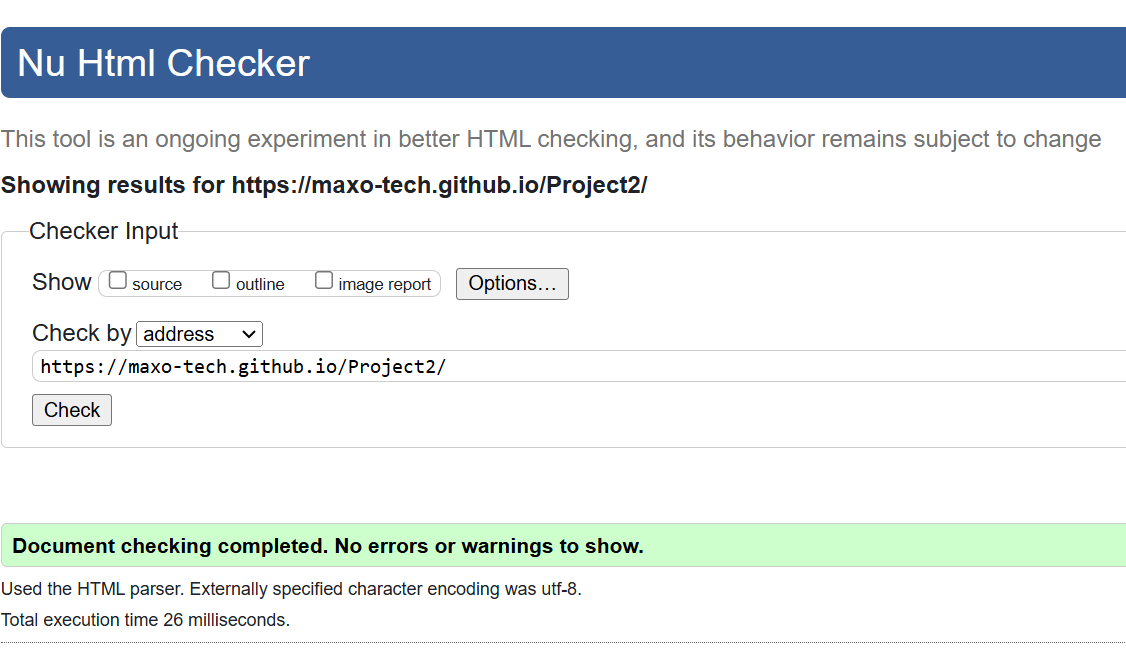 Nu Html Checker
This tool is an ongoing experiment in better HTML checking, and its behavior remains subject to change
Showing results for https://maxo-tech.github.io/Project2/
Checker Input
Show source outline image report Options…
Check by address
https://maxo-tech.github.io/Project2/
Check
Document checking completed. No errors or warnings to show.
Used the HTML parser. Externally specified character encoding was utf-8.
Total execution time 26 milliseconds.